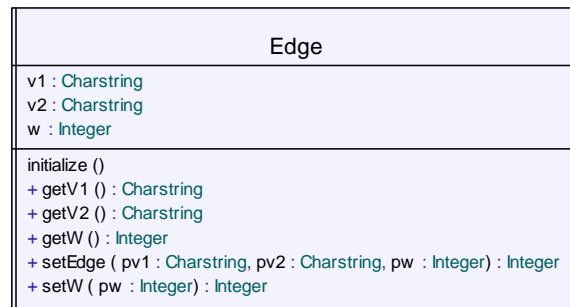 Edge
v1 : Charstring
v2 : Charstring
w : Integer
initialize ()
+ getV1 () : Charstring
+ getV2 () : Charstring
+ getW () : Integer
+ setEdge ( pv1 : Charstring, pv2 : Charstring, pw : Integer) : Integer
+ setW ( pw : Integer) : Integer